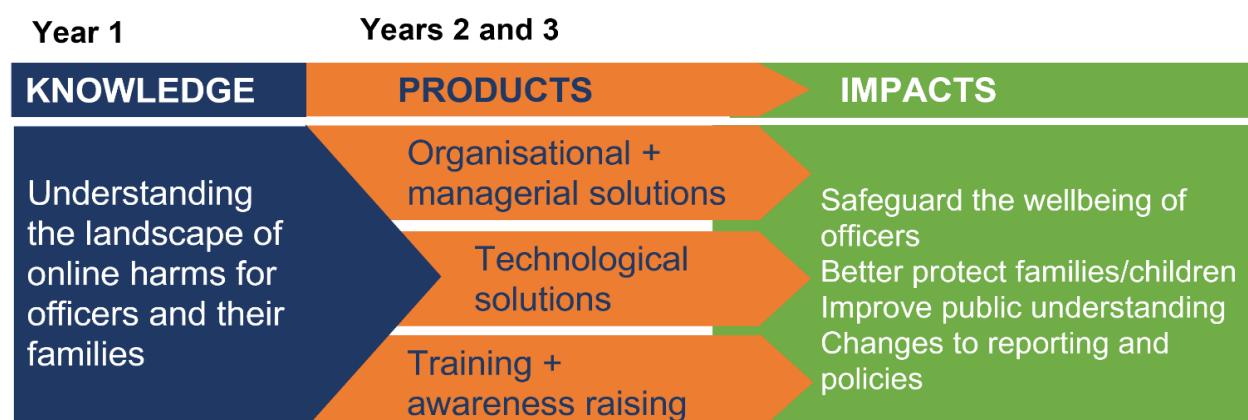 Year 1
Years 2 and 3
KNOWLEDGE
PRODUCTS
IMPACTS
Understanding
the landscape of
online harms for
officers and their
families
Organisational +
managerial solutions
Technological
solutions
Training +
awareness raising
Safeguard the wellbeing of
officers
Better protect families/children
Improve public understanding
Changes to reporting and
policies